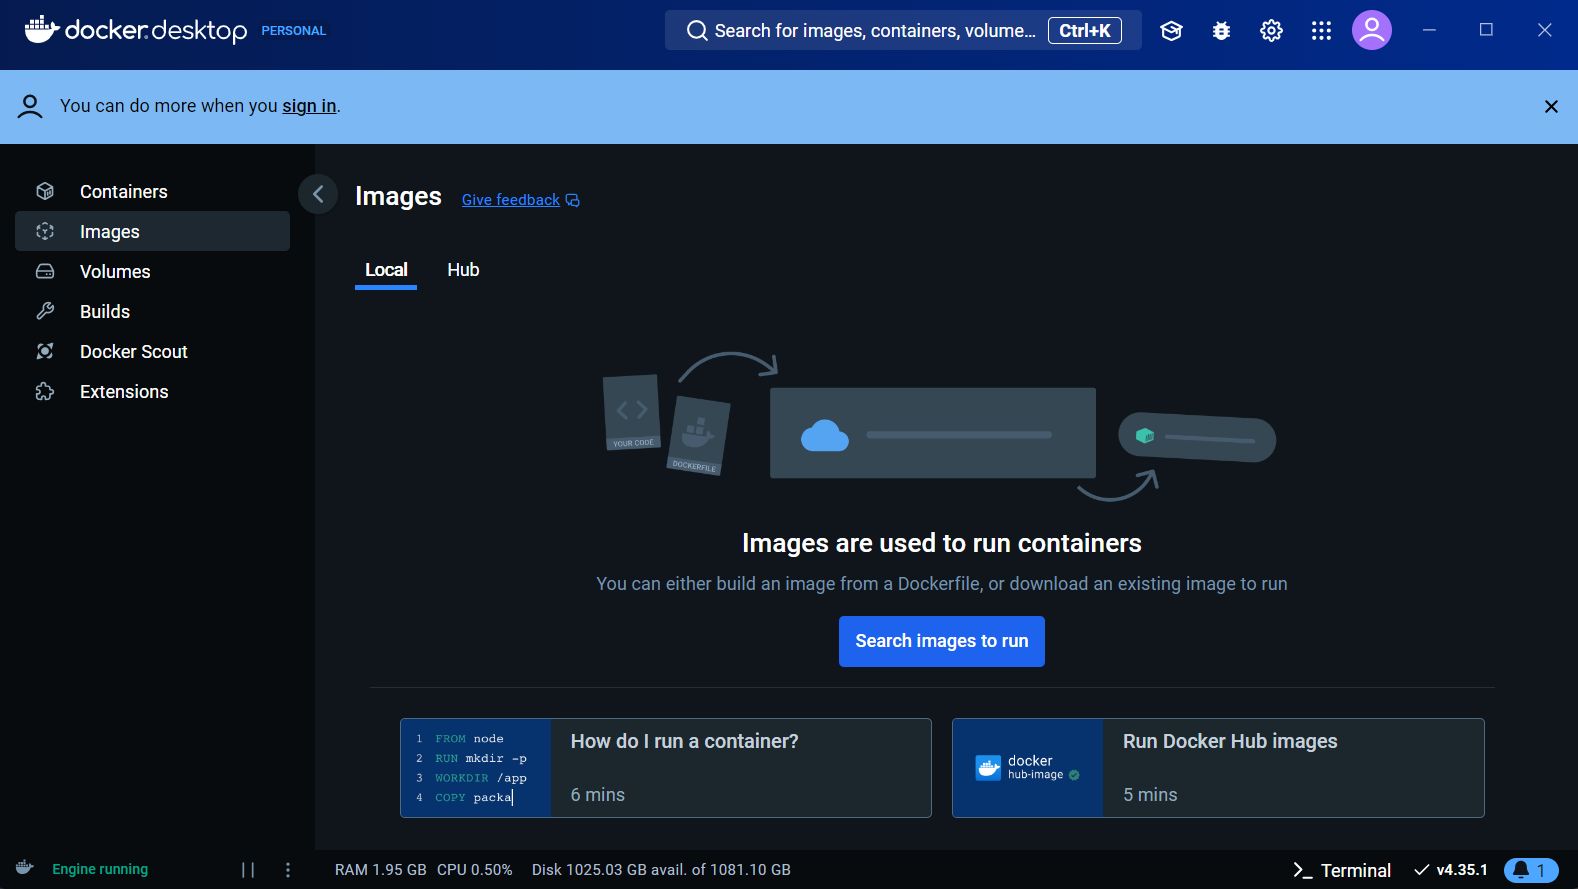 docker.desktop PERSONAL
Search for images, containers, volume... Ctrl+K
You can do more when you sign in.
Containers
Images
Volumes
Builds
Docker Scout
Extensions
Images Give feedback
Local Hub
YOUR CODE
DOCKERFILE
Images are used to run containers
You can either build an image from a Dockerfile, or download an existing image to run
Search images to run
1 FROM node
2 RUN mkdir -p
3 WORKDIR /app
4 COPY packa
How do I run a container?
6 mins
docker
hub-image
Run Docker Hub images
5 mins
Engine running
RAM 1.95 GB CPU 0.50% Disk 1025.03 GB avail. of 1081.10 GB
Terminal
v4.35.1
1